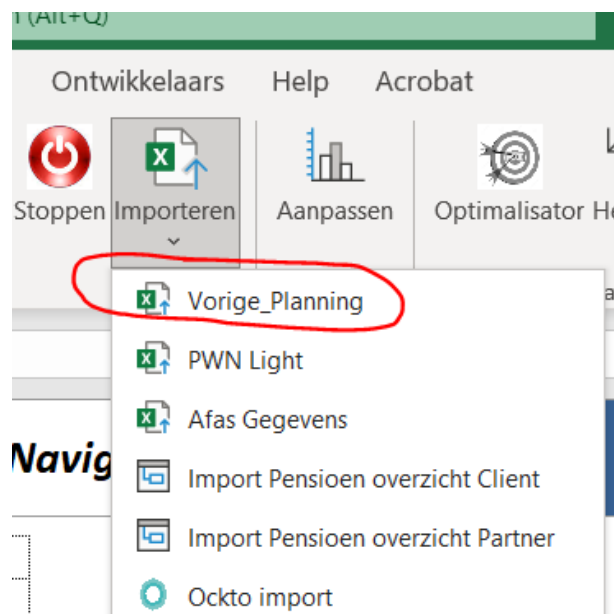 (Alt+Q)
Ontwikkelaars Help Acrobat
Stoppen Importeren Aanpassen Optimalisator
Vorige_Planning
PWN Light
Afas Gegevens
Navig
Import Pensioen overzicht Client
Import Pensioen overzicht Partner
Ockto import